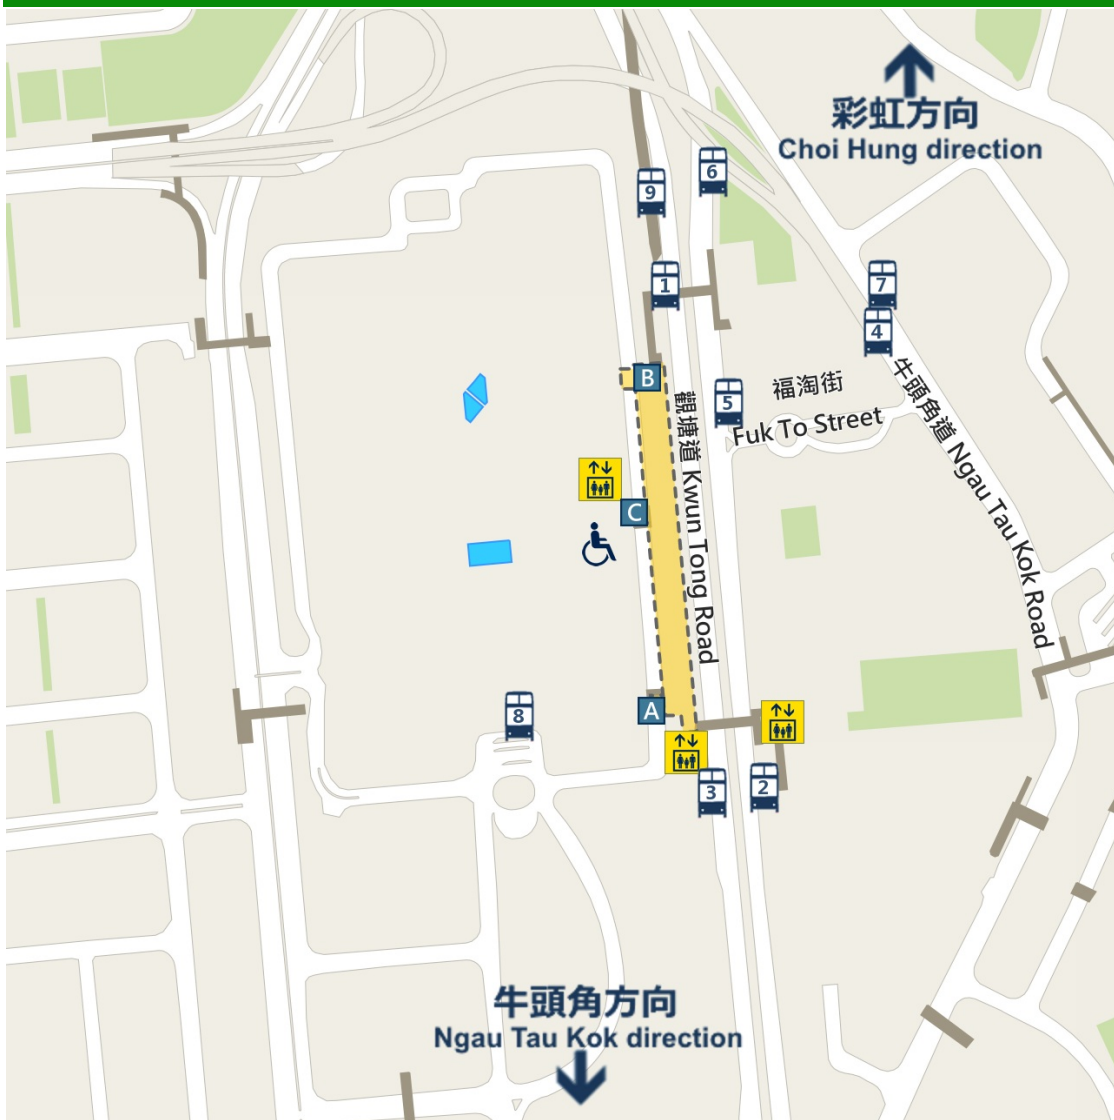 彩虹方向
Choi Hung direction
6
9
7
1
4
B
福淘街
牛頭角道 Ngau Tau Kok Road
5
Fuk To Street
觀塘道 Kwun Tong Road
C
A
8
3
2
牛頭角方向
Ngau Tau Kok direction